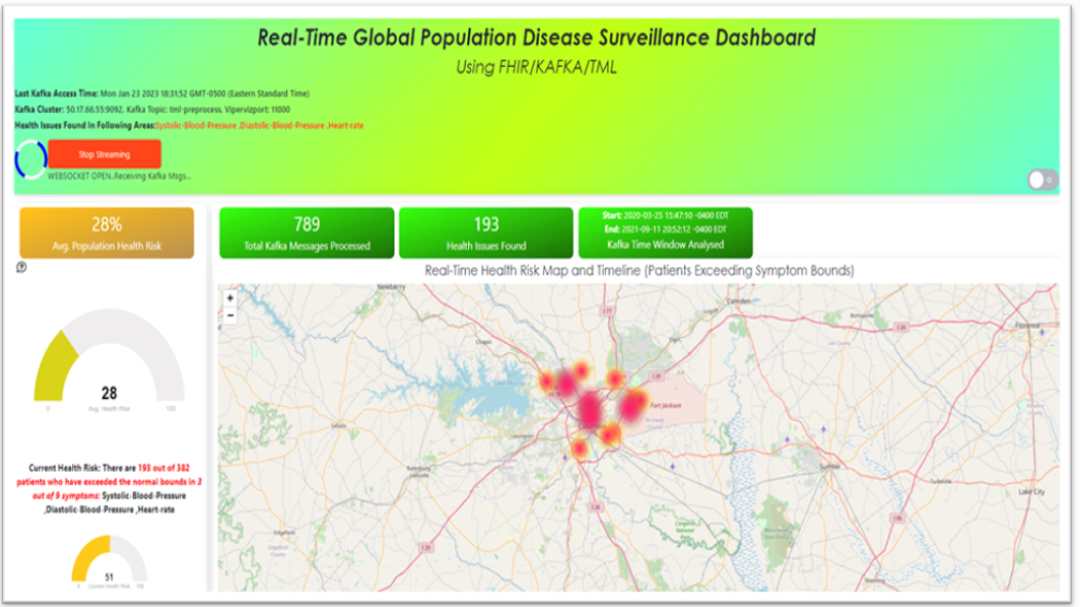 Real-Time Global Population Disease Surveillance Dashboard
Using FHIR/KAFKA/TML
Last Kafka Access Time: Mon Jan 23 2023 18:31:52 GMT-0500 (Eastern Standard Time)
Kafka Cluster: 50.17.66.55:9092, Kafka Topic: tml-preprocess, Vipervizport: 11000
Health Issues Found In Following Areas:Systolic-Blood-Pressure ,Diastolic-Blood-Pressure ,Heart-rate
Stop Streaming
WEBSOCKET OPEN..Receiving Kafka Msgs...
28%
Avg. Population Health Risk
789
Total Kafka Messages Processed
193
Health Issues Found
Start: 2020-03-25 15:47:10 -0400 EDT
End: 2021-09-11 20:52:12 -0400 EDT
Kafka Time Window Analysed
Real-Time Health Risk Map and Timeline (Patients Exceeding Symptom Bounds)
+
−
Newberry
Camden
Florence
Chapin
Elgin
Fort Jackson
Sumter
Lake City
Edgefield
Edgefield
County
Manning
28
0
Avg. Health Risk
100
Current Health Risk: There are 193 out of 382
patients who have exceeded the normal bounds in 3
out of 9 symptoms: Systolic-Blood-Pressure
,Diastolic-Blood-Pressure ,Heart-rate
51
0
Current Health Risk
100